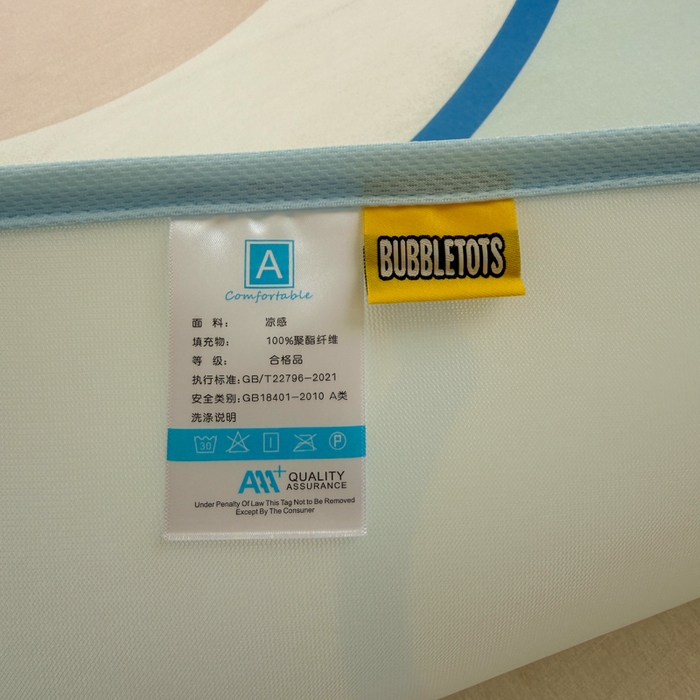 A
Comfortable
面 料： 凉感
填充物： 100%聚酯纤维
等 级： 合格品
执行标准：GB/T22796-2021
安全类别：GB18401-2010 A类
洗涤说明
30 P
AAA+ QUALITY
ASSURANCE
Under Penalty Of Law This Tag Not to Be Removed
Except By The Consuner
BUBBLETOTS